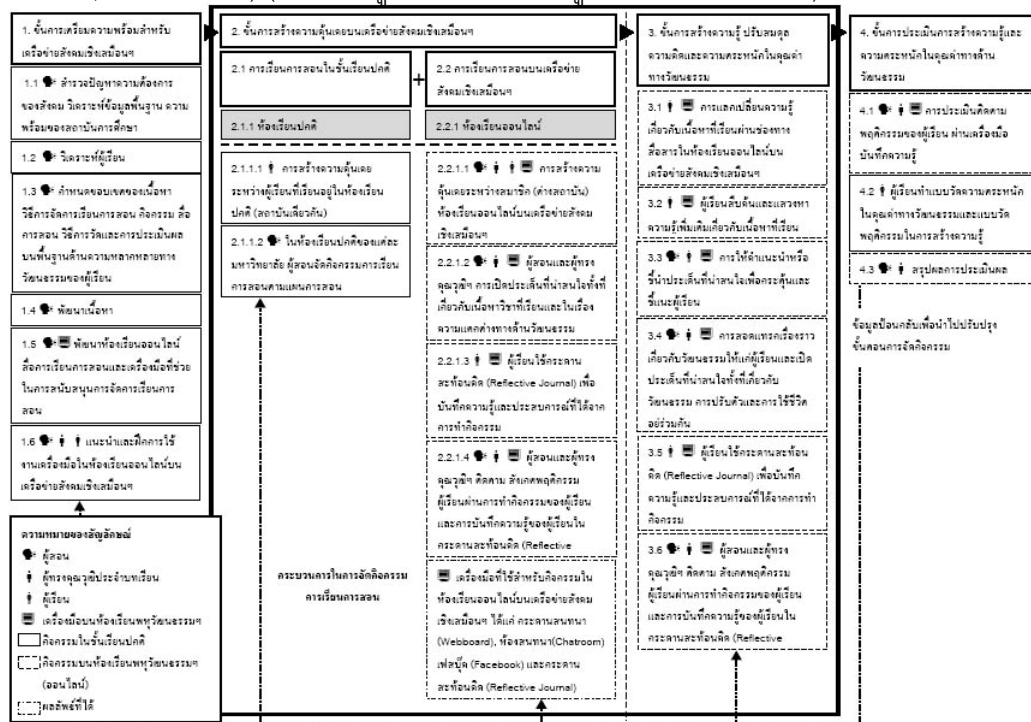 1. ขั้นการเตรียมความพร้อมสำหรับ
เครือข่ายสังคมเชิงเสมือนฯ
1.1 สำรวจปัญหาความต้องการ
ของสังคม วิเคราะห์ข้อมูลพื้นฐาน ความ
พร้อมของสถาบันการศึกษา
1.2 วิเคราะห์ผู้เรียน
1.3 กำหนดขอบเขตของเนื้อหา
วิธีการจัดการเรียนการสอน กิจกรรม สื่อ
การสอน วิธีการวัดและการประเมินผล
บนพื้นฐานด้านความหลากหลายทาง
วัฒนธรรมของผู้เรียน
1.4 พัฒนาเนื้อหา
1.5 พัฒนาห้องเรียนออนไลน์
สื่อการเรียนการสอนและเครื่องมือที่ช่วย
ในการสนับสนุนการจัดการเรียนการ
สอน
1.6 แนะนำและฝึกการใช้
งานเครื่องมือในห้องเรียนออนไลน์บน
เครือข่ายสังคมเชิงเสมือนฯ
ความหมายของสัญลักษณ์
ผู้สอน
ผู้ทรงคุณวุฒิประจำบทเรียน
ผู้เรียน
เครื่องมือบนห้องเรียนพหุวัฒนธรรมฯ
กิจกรรมในชั้นเรียนปกติ
กิจกรรมบนห้องเรียนพหุวัฒนธรรมฯ
(ออนไลน์)
ผลลัพธ์ที่ได้
2. ขั้นการสร้างความคุ้นเคยบนเครือข่ายสังคมเชิงเสมือนฯ
2.1 การเรียนการสอนในชั้นเรียนปกติ
+
2.2 การเรียนการสอนบนเครือข่าย
สังคมเชิงเสมือนฯ
2.1.1 ห้องเรียนปกติ
2.2.1 ห้องเรียนออนไลน์
2.1.1.1 การสร้างความคุ้นเคย
ระหว่างผู้เรียนที่เรียนอยู่ในห้องเรียน
ปกติ (สถาบันเดียวกัน)
2.1.1.2 ในห้องเรียนปกติของแต่ละ
มหาวิทยาลัย ผู้สอนจัดกิจกรรมการเรียน
การสอนตามแผนการสอน
กระบวนการในการจัดกิจกรรม
การเรียนการสอน
2.2.1.1 การสร้างความ
คุ้นเคยระหว่างสมาชิก (ต่างสถาบัน)
ห้องเรียนออนไลน์บนเครือข่ายสังคม
เชิงเสมือนฯ
2.2.1.2 ผู้สอนและผู้ทรง
คุณวุฒิฯ การเปิดประเด็นที่น่าสนใจทั้งที่
เกี่ยวกับเนื้อหาวิชาที่เรียนและในเรื่อง
ความแตกต่างทางด้านวัฒนธรรม
2.2.1.3 ผู้เรียนใช้กระดาน
สะท้อนคิด (Reflective Journal) เพื่อ
บันทึกความรู้และประสบการณ์ที่ได้จาก
การทำกิจกรรม
2.2.1.4 ผู้สอนและผู้ทรง
คุณวุฒิฯ ติดตาม สังเกตพฤติกรรม
ผู้เรียนผ่านการทำกิจกรรมของผู้เรียน
และการบันทึกความรู้ของผู้เรียนใน
กระดานสะท้อนคิด (Reflective
เครื่องมือที่ใช้สำหรับกิจกรรมใน
ห้องเรียนออนไลน์บนเครือข่ายสังคม
เชิงเสมือนฯ ได้แก่ กระดานสนทนา
(Webboard), ห้องสนทนา(Chatroom)
เฟสบุ๊ค (Facebook) และกระดาน
สะท้อนคิด (Reflective Journal)
3. ขั้นการสร้างความรู้ ปรับสมดุล
ความคิดและความตระหนักในคุณค่า
ทางวัฒนธรรม
3.1 การแลกเปลี่ยนความรู้
เกี่ยวกับเนื้อหาที่เรียนผ่านช่องทาง
สื่อสารในห้องเรียนออนไลน์บน
เครือข่ายสังคมเชิงเสมือนฯ
3.2 ผู้เรียนสืบค้นและแสวงหา
ความรู้เพิ่มเติมเกี่ยวกับเนื้อหาที่เรียน
3.3 การให้คำแนะนำหรือ
ชี้นำประเด็นที่น่าสนใจเพื่อกระตุ้นและ
ชี้แนะผู้เรียน
3.4 การสอดแทรกเรื่องราว
เกี่ยวกับวัฒนธรรมให้แก่ผู้เรียนและเปิด
ประเด็นที่น่าสนใจทั้งที่เกี่ยวกับ
วัฒนธรรม การปรับตัวและการใช้ชีวิต
อยู่ร่วมกัน
3.5 ผู้เรียนใช้กระดานสะท้อน
คิด (Reflective Journal) เพื่อบันทึก
ความรู้และประสบการณ์ที่ได้จากการทำ
กิจกรรม
3.6 ผู้สอนและผู้ทรง
คุณวุฒิฯ ติดตาม สังเกตพฤติกรรม
ผู้เรียนผ่านการทำกิจกรรมของผู้เรียน
และการบันทึกความรู้ของผู้เรียนใน
กระดานสะท้อนคิด (Reflective
4. ขั้นการประเมินการสร้างความรู้และ
ความตระหนักในคุณค่าทางด้าน
วัฒนธรรม
4.1 การประเมินติดตาม
พฤติกรรมของผู้เรียน ผ่านเครื่องมือ
บันทึกความรู้
4.2 ผู้เรียนทำแบบวัดความตระหนัก
ในคุณค่าทางวัฒนธรรมและแบบวัด
พฤติกรรมในการสร้างความรู้
4.3 สรุปผลการประเมินผล
ข้อมูลป้อนกลับเพื่อนำไปปรับปรุง
ขั้นตอนการจัดกิจกรรม